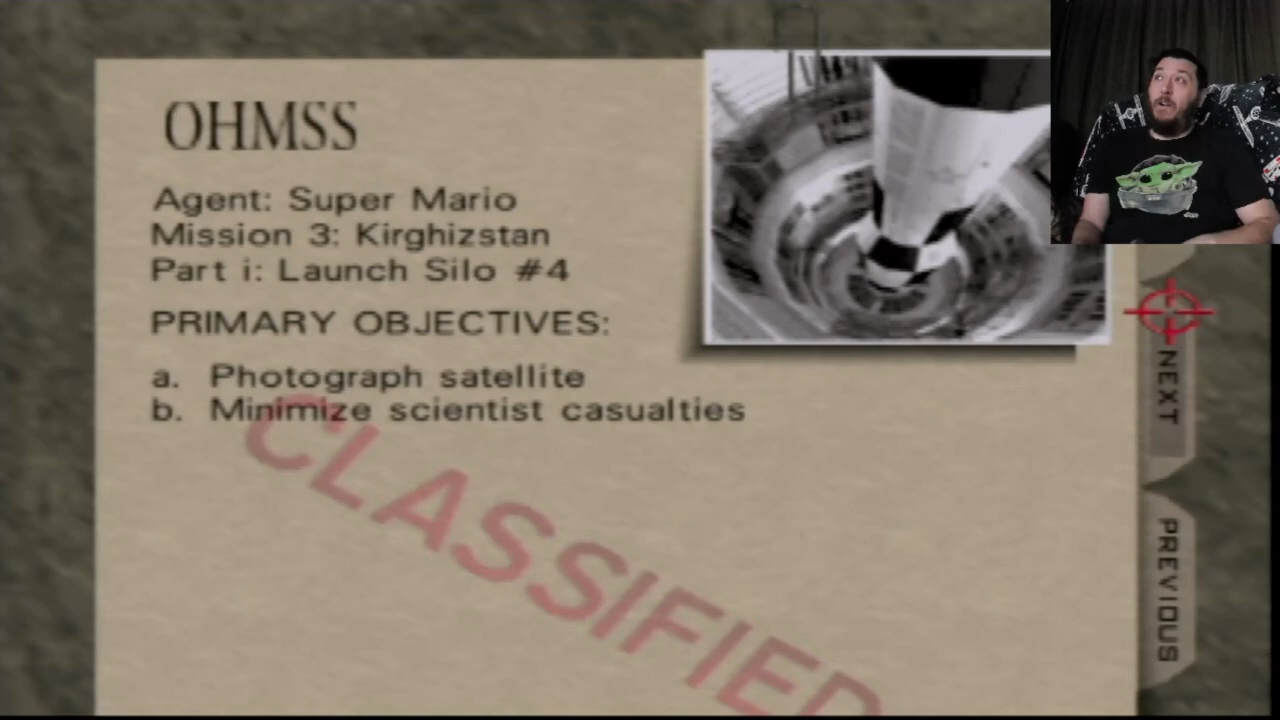 OHMSS
Agent: Super Mario
Mission 3: Kirghizstan
Part i: Launch Silo #4
PRIMARY OBJECTIVES:
a. Photograph satellite
b. Minimize scientist casualties
CLASSIFIED
NEXT
PREVIOUS